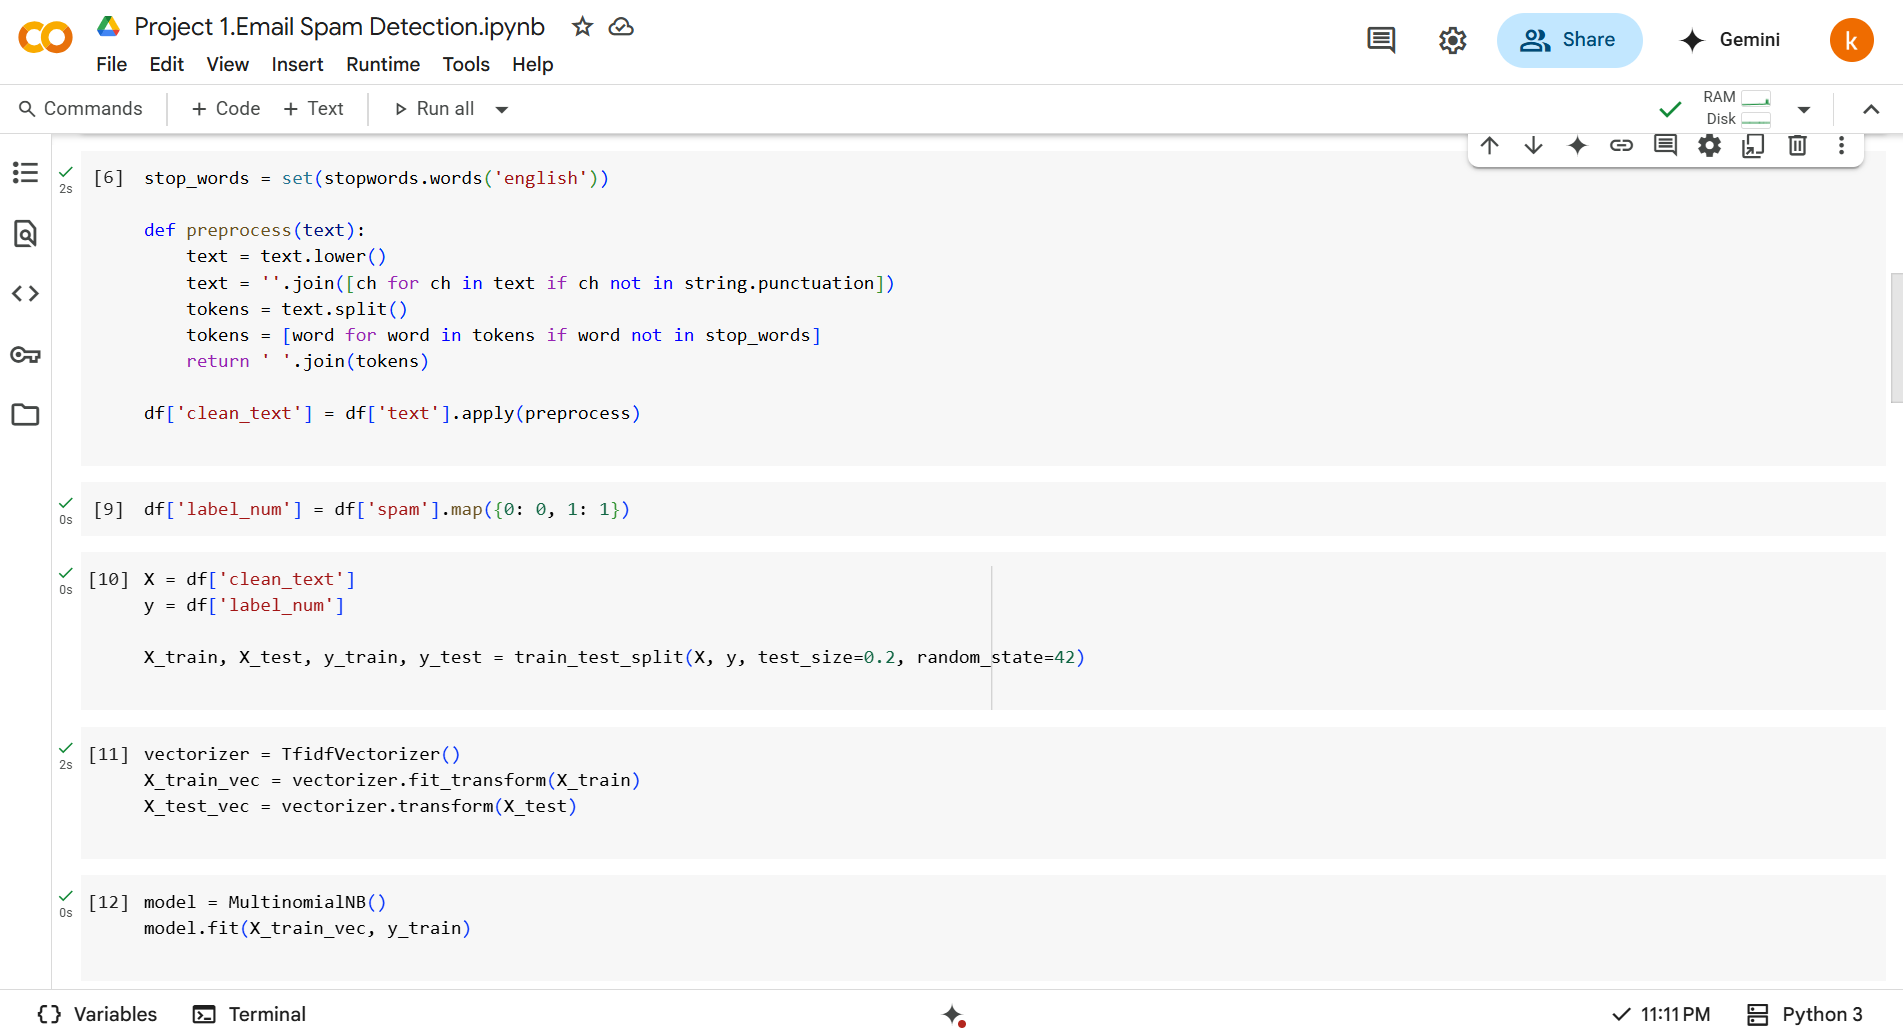 Project 1.Email Spam Detection.ipynb
File Edit View Insert Runtime Tools Help
Share
Gemini
k
Commands + Code + Text Run all
RAM
Disk
2s
[6] stop_words = set(stopwords.words('english'))
def preprocess(text):
text = text.lower()
text = ''.join([ch for ch in text if ch not in string.punctuation])
tokens = text.split()
tokens = [word for word in tokens if word not in stop_words]
return ' '.join(tokens)
df['clean_text'] = df['text'].apply(preprocess)
0s
[9] df['label_num'] = df['spam'].map({0: 0, 1: 1})
0s
[10] X = df['clean_text']
y = df['label_num']
X_train, X_test, y_train, y_test = train_test_split(X, y, test_size=0.2, random_state=42)
2s
[11] vectorizer = TfidfVectorizer()
X_train_vec = vectorizer.fit_transform(X_train)
X_test_vec = vectorizer.transform(X_test)
0s
[12] model = MultinomialNB()
model.fit(X_train_vec, y_train)
Variables Terminal
11:11 PM Python 3